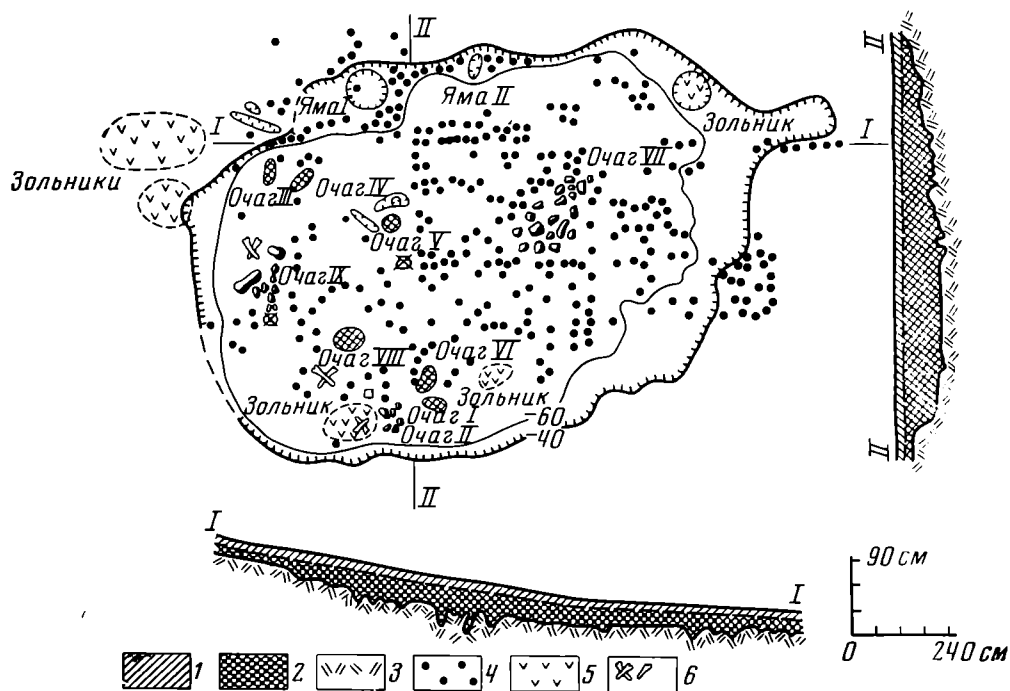 II
II
Яма I
Яма II
I
Зольник
I
Зольники
Очаг III
Очаг IV
Очаг VII
Очаг V
Очаг IX
Очаг VIII
Очаг VI
Зольник
Зольник
Очаг I
Очаг II
-60
-40
II
II
I
I
90 см
0 240 см
1 2 3 4 5 6